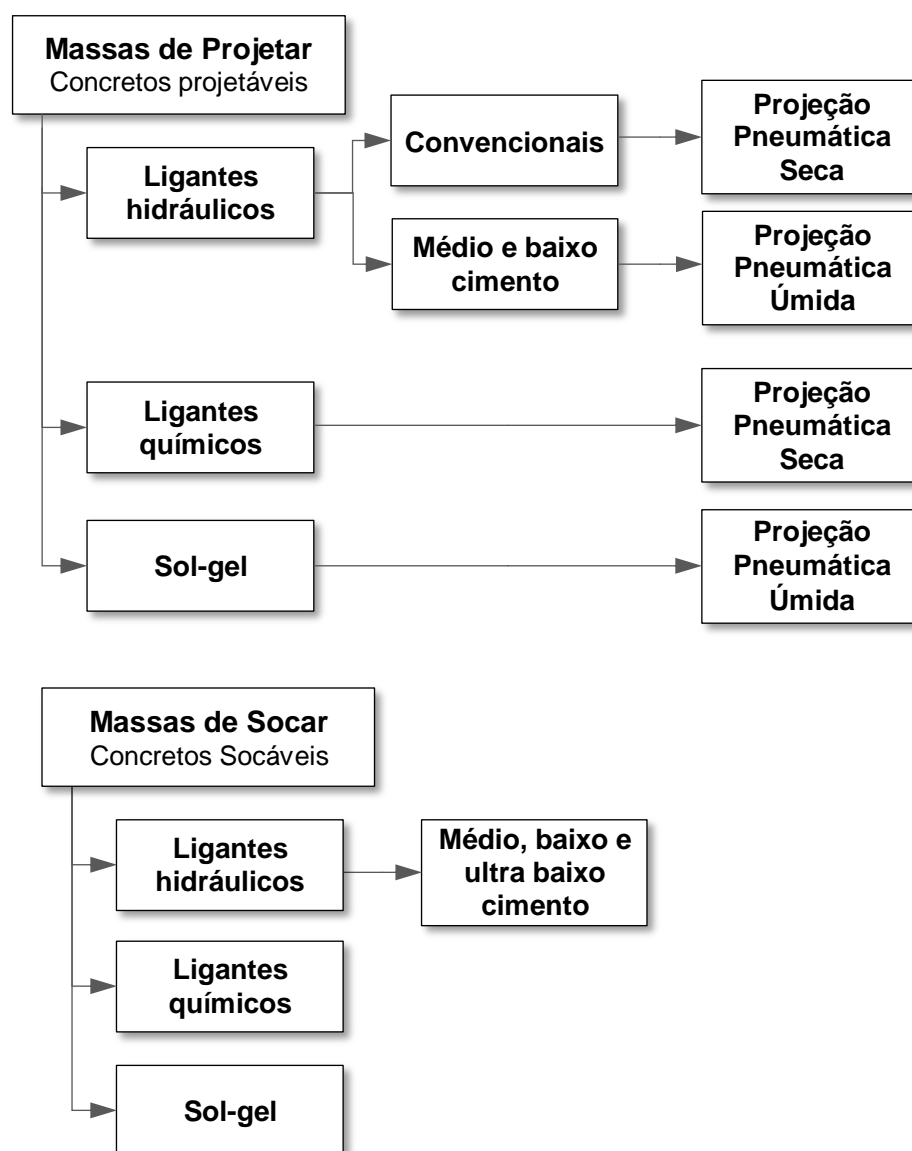 Massas de Projetar
Concretos projetáveis
Ligantes
hidráulicos
Convencionais
Projeção
Pneumática
Seca
Médio e baixo
cimento
Projeção
Pneumática
Úmida
Ligantes
químicos
Projeção
Pneumática
Seca
Sol-gel
Projeção
Pneumática
Úmida
Massas de Socar
Concretos Socáveis
Ligantes
hidráulicos
Médio, baixo e
ultra baixo
cimento
Ligantes
químicos
Sol-gel